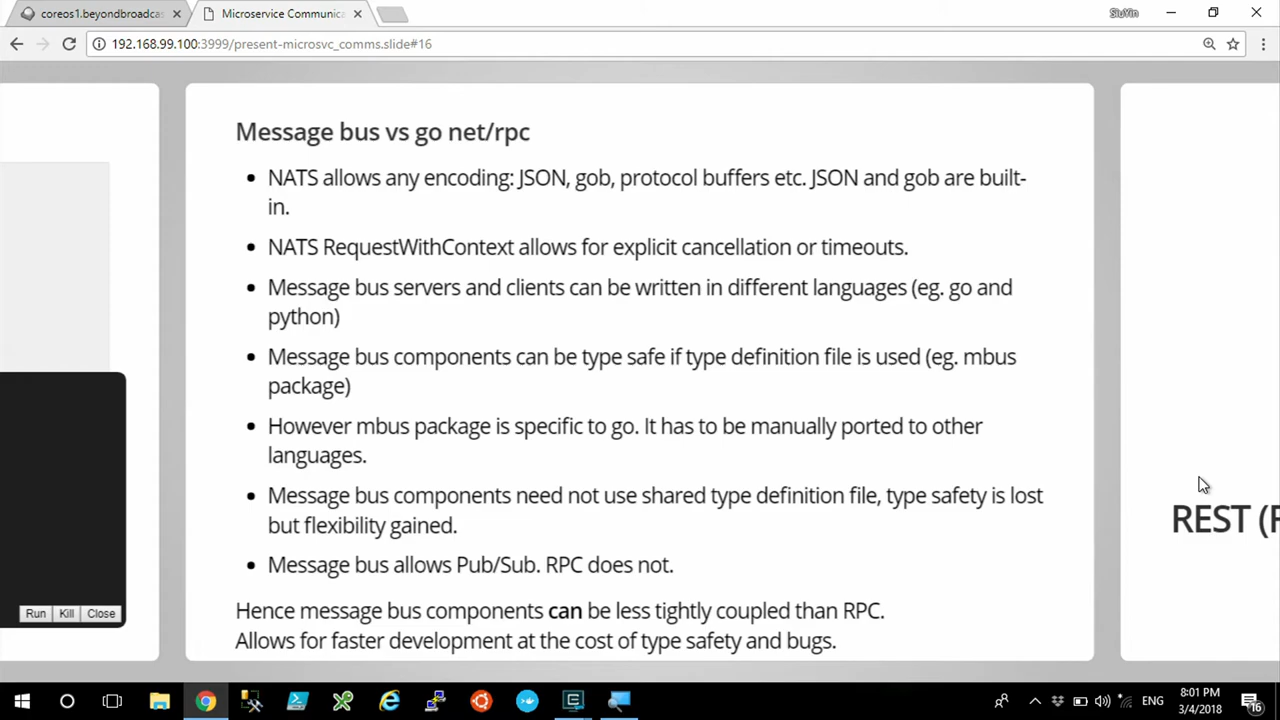 coreos1.beyondbroadcas
Microservice Communica
SiuYin
192.168.99.100:3999/present-microsvc_comms.slide#16
Message bus vs go net/rpc
• NATS allows any encoding: JSON, gob, protocol buffers etc. JSON and gob are built-
in.
• NATS RequestWithContext allows for explicit cancellation or timeouts.
• Message bus servers and clients can be written in different languages (eg. go and
python)
• Message bus components can be type safe if type definition file is used (eg. mbus
package)
• However mbus package is specific to go. It has to be manually ported to other
languages.
• Message bus components need not use shared type definition file, type safety is lost
but flexibility gained.
• Message bus allows Pub/Sub. RPC does not.
Hence message bus components can be less tightly coupled than RPC.
Allows for faster development at the cost of type safety and bugs.
Run Kill Close
REST (
ENG
8:01 PM
3/4/2018
16